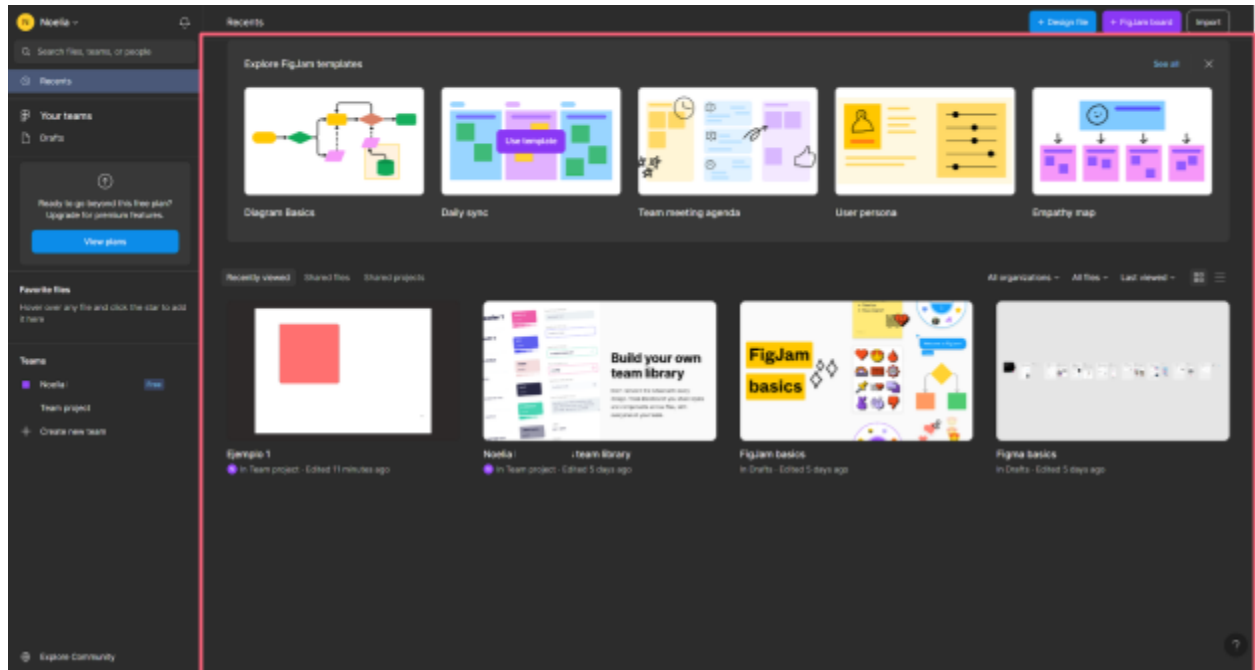 N Noelia
Search files, teams, or people
Recents
Your teams
Drafts
Ready to go beyond this free plan?
Upgrade for premium features.
View plans
Favorite files
Hover over any file and click the star to add
it here
Teams
Noelia Free
Team project
+ Create new team
Explore Community
Recents
+ Design file
+ FigJam board
Import
Explore FigJam templates
See all
Use template
Diagram Basics
Daily sync
Team meeting agenda
User persona
Empathy map
Recently viewed
Shared files
Shared projects
All organizations
All files
Last viewed
Build your own
team library
FigJam
basics
Ejemplo 1
In Team project · Edited 11 minutes ago
Noelia team library
In Team project · Edited 5 days ago
FigJam basics
In Drafts · Edited 5 days ago
Figma basics
In Drafts · Edited 5 days ago
?